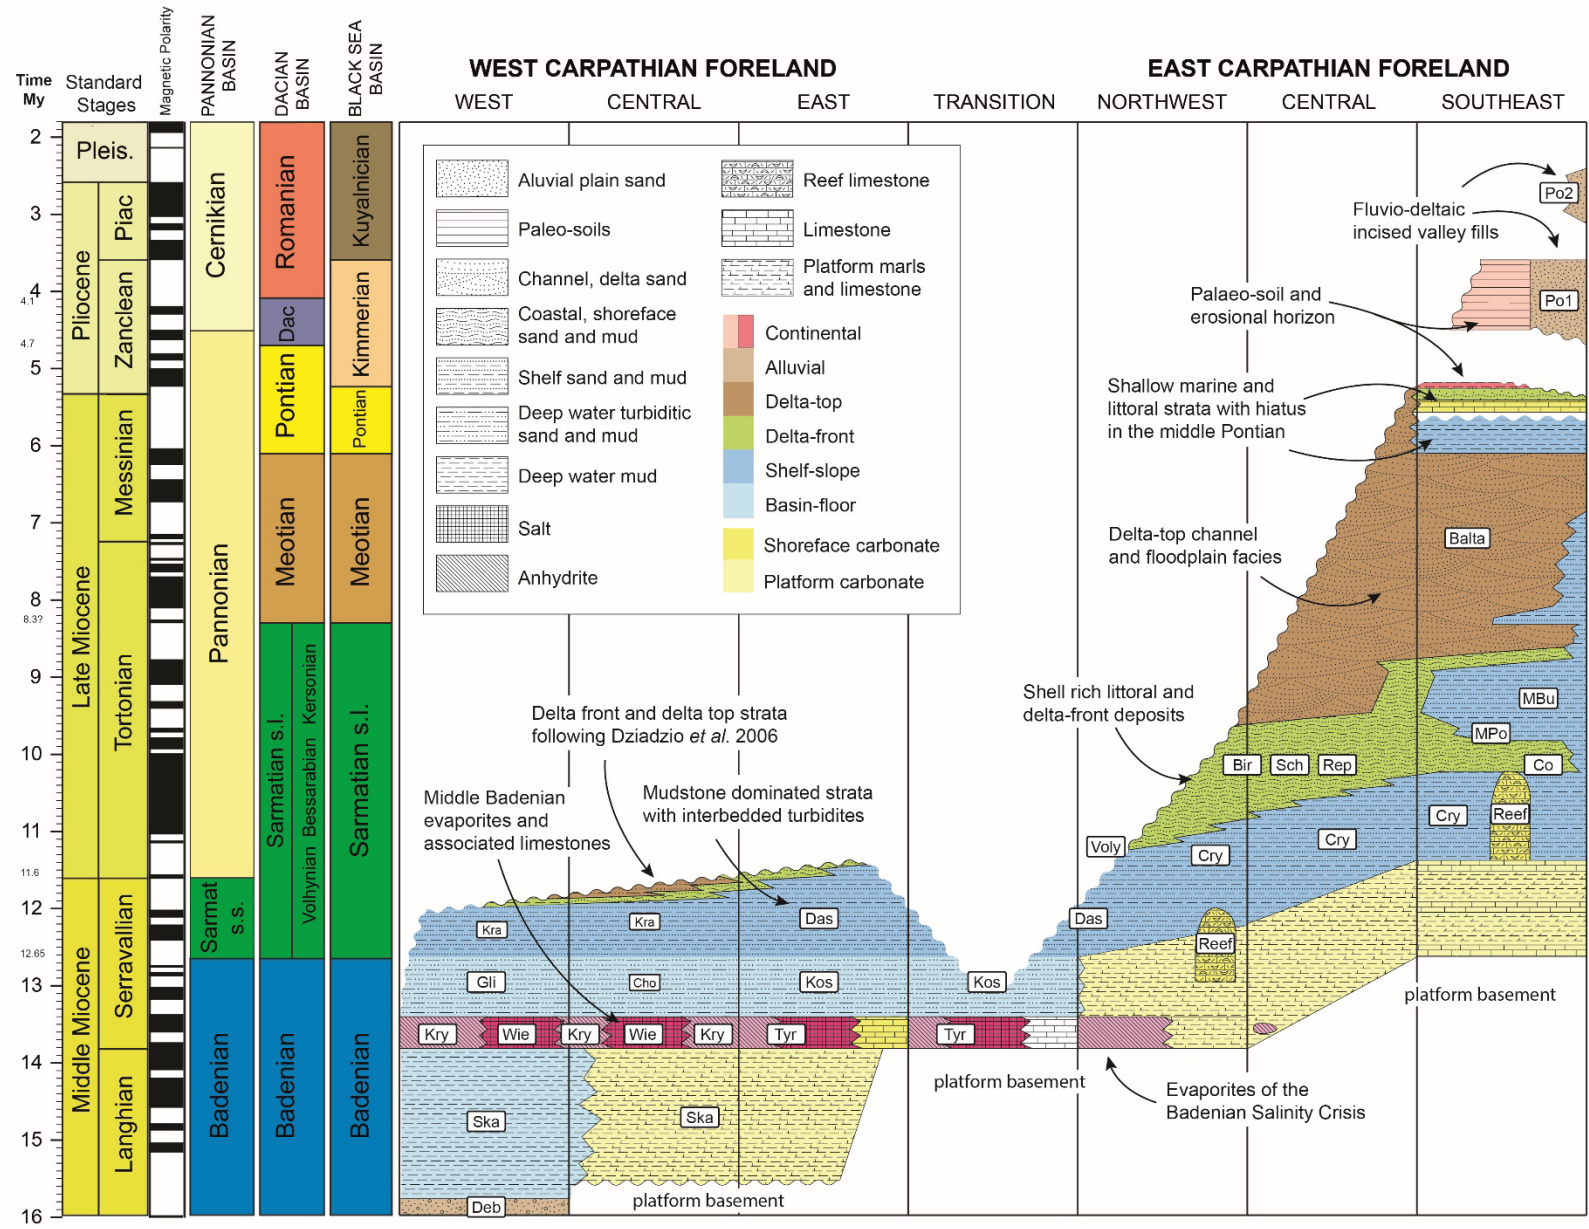 WEST CARPATHIAN FORELAND
EAST CARPATHIAN FORELAND
Time
My
Standard
Stages
Magnetic Polarity
PANNONIAN
BASIN
DACIAN
BASIN
BLACK SEA
BASIN
WEST
CENTRAL
EAST
TRANSITION
NORTHWEST
CENTRAL
SOUTHEAST
2
3
4
4.1
4.7
5
6
7
8
8.3?
9
10
11
11.6
12
12.65
13
14
15
16
Pleis.
Pliocene
Piac
Zanclean
Late Miocene
Messinian
Tortonian
Middle Miocene
Serravallian
Langhian
Cernikian
Pannonian
Sarmat
s.s.
Badenian
Romanian
Dac
Pontian
Meotian
Sarmatian s.l.
Volhynian Bessarabian Kersonian
Badenian
Kuyalnician
Kimmerian
Pontian
Meotian
Sarmatian s.l.
Badenian
Aluvial plain sand
Paleo-soils
Channel, delta sand
Coastal, shoreface
sand and mud
Shelf sand and mud
Deep water turbiditic
sand and mud
Deep water mud
Salt
Anhydrite
Reef limestone
Limestone
Platform marls
and limestone
Continental
Alluvial
Delta-top
Delta-front
Shelf-slope
Basin-floor
Shoreface carbonate
Platform carbonate
Po2
Fluvio-deltaic
incised valley fills
Po1
Palaeo-soil and
erosional horizon
Shallow marine and
littoral strata with hiatus
in the middle Pontian
Delta-top channel
and floodplain facies
Balta
Shell rich littoral and
delta-front deposits
MBu
MPo
Bir
Sch
Rep
Co
Delta front and delta top strata
following Dziadzio et al. 2006
Middle Badenian
evaporites and
associated limestones
Mudstone dominated strata
with interbedded turbidites
Voly
Cry
Cry
Cry
Reef
Kra
Kra
Das
Das
Reef
Gli
Cho
Kos
Kos
platform basement
Kry
Wie
Kry
Wie
Kry
Tyr
Tyr
platform basement
Evaporites of the
Badenian Salinity Crisis
Ska
Ska
platform basement
Deb